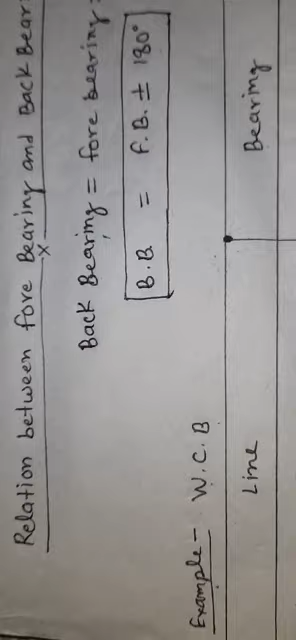 Relation between fore Bearing and Back Bear
Back Bearing = fore bearing
B.B = F.B. ± 180°
Example - W.C.B
Line Bearing